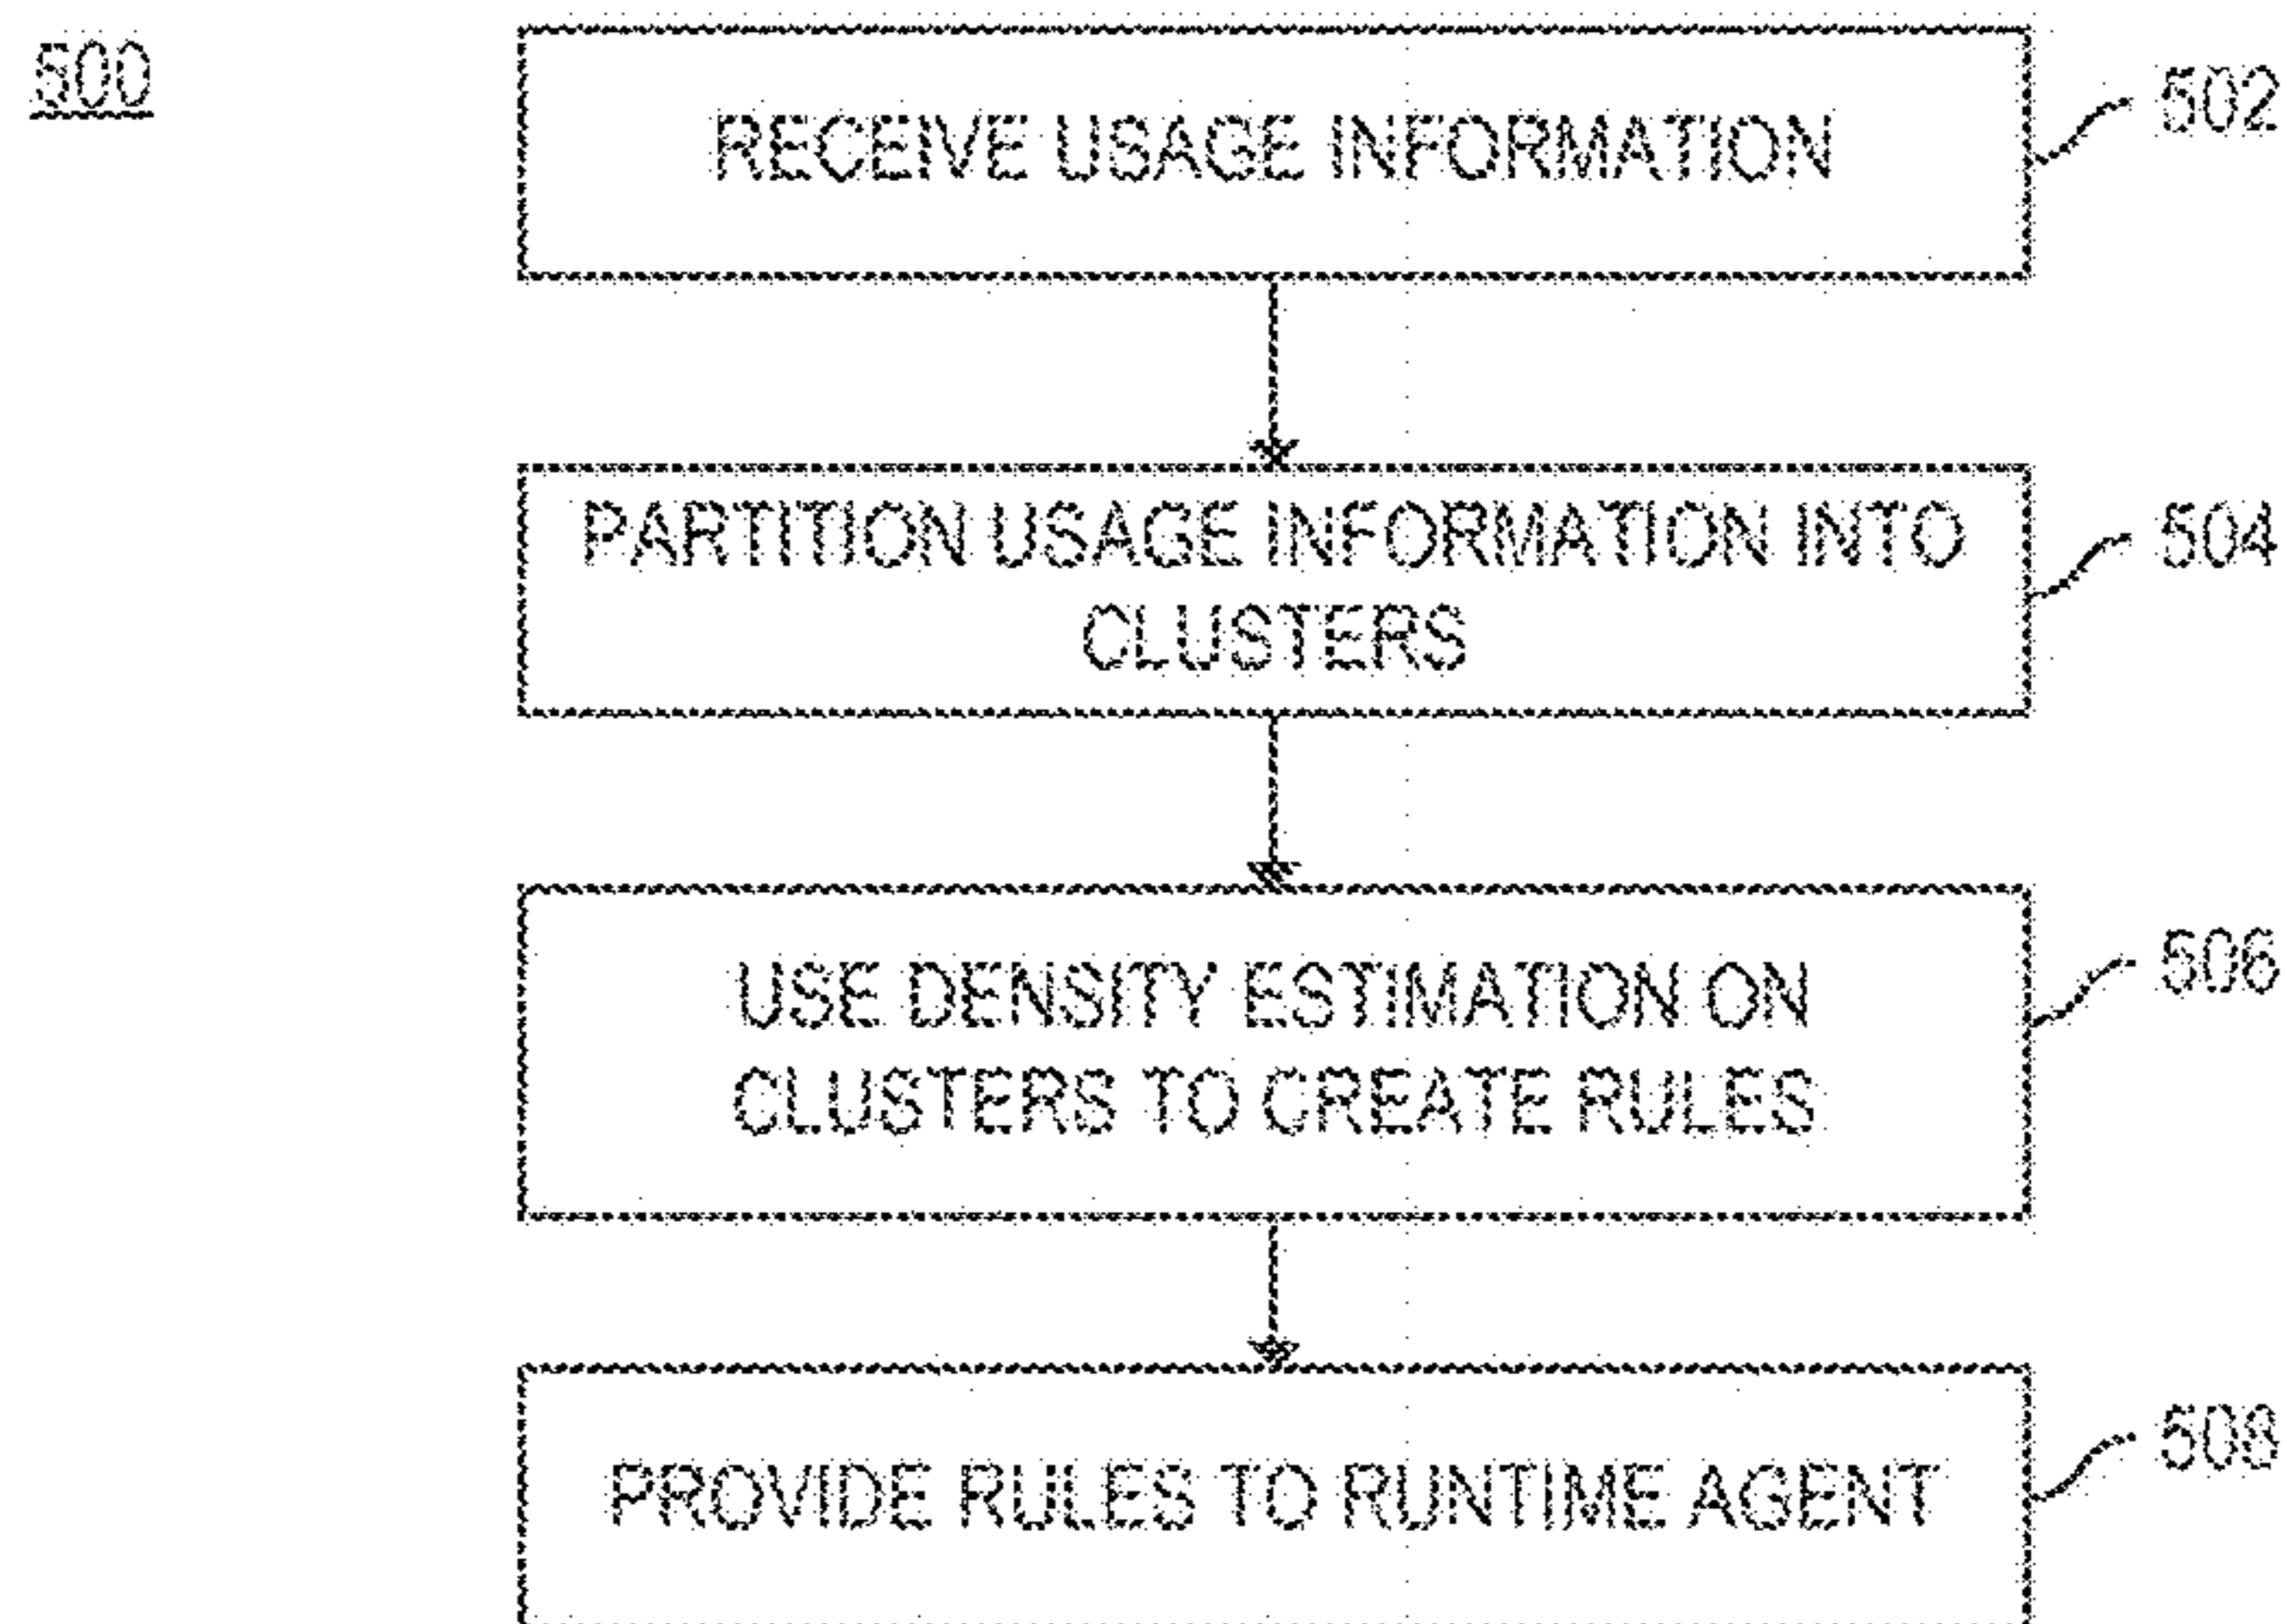 500
RECEIVE USAGE INFORMATION
502
PARTITION USAGE INFORMATION INTO
CLUSTERS
504
USE DENSITY ESTIMATION ON
CLUSTERS TO CREATE RULES
506
PROVIDE RULES TO RUNTIME AGENT
508